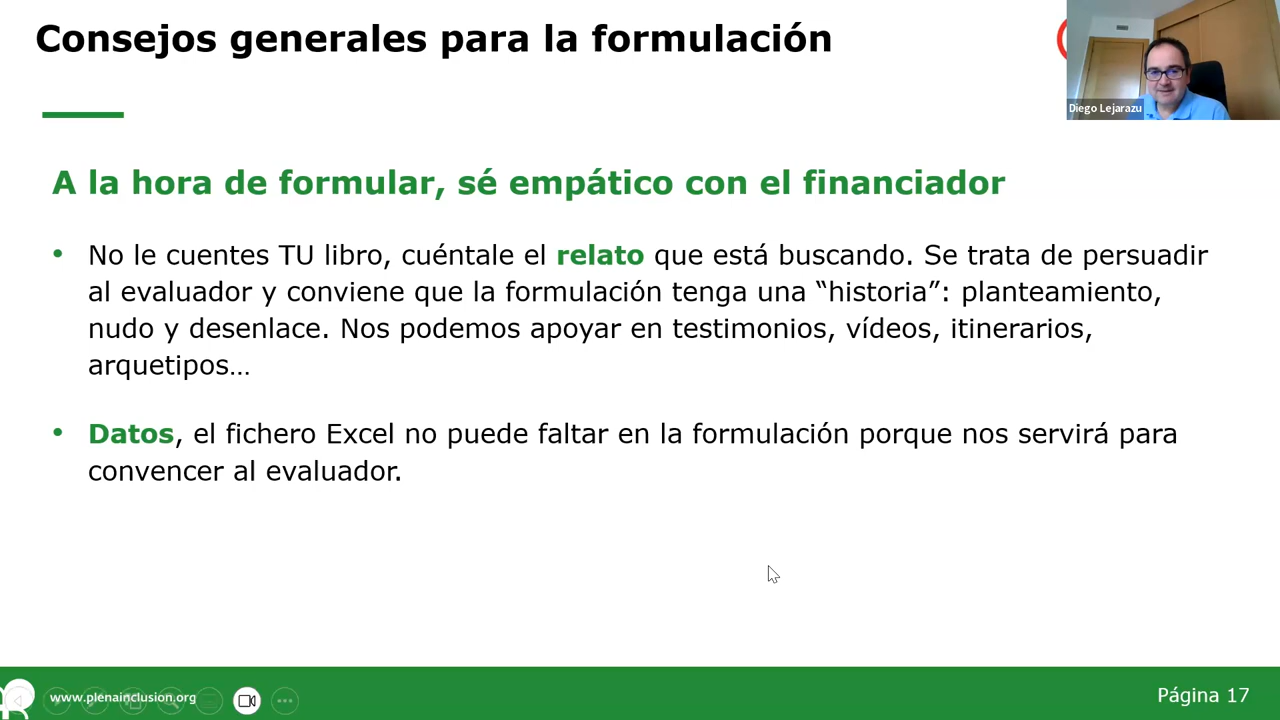 Consejos generales para la formulación
Diego Lejarazu
A la hora de formular, sé empático con el financiador
• No le cuentes TU libro, cuéntale el relato que está buscando. Se trata de persuadir
al evaluador y conviene que la formulación tenga una “historia”: planteamiento,
nudo y desenlace. Nos podemos apoyar en testimonios, vídeos, itinerarios,
arquetipos…
• Datos, el fichero Excel no puede faltar en la formulación porque nos servirá para
convencer al evaluador.
www.plenainclusion.org
Página 17